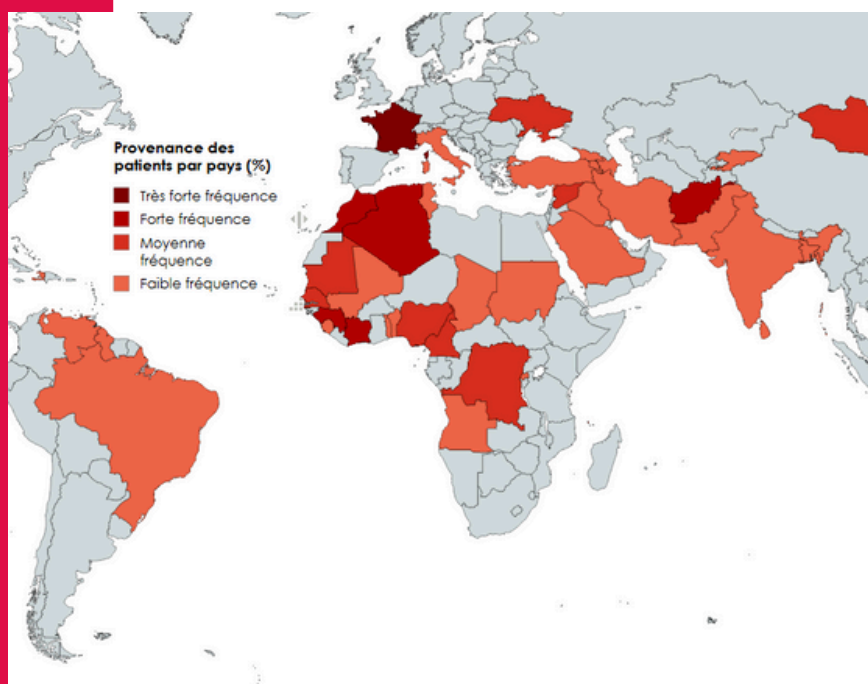 Provenance des
patients par pays (%)
Très forte fréquence
Forte fréquence
Moyenne
fréquence
Faible fréquence